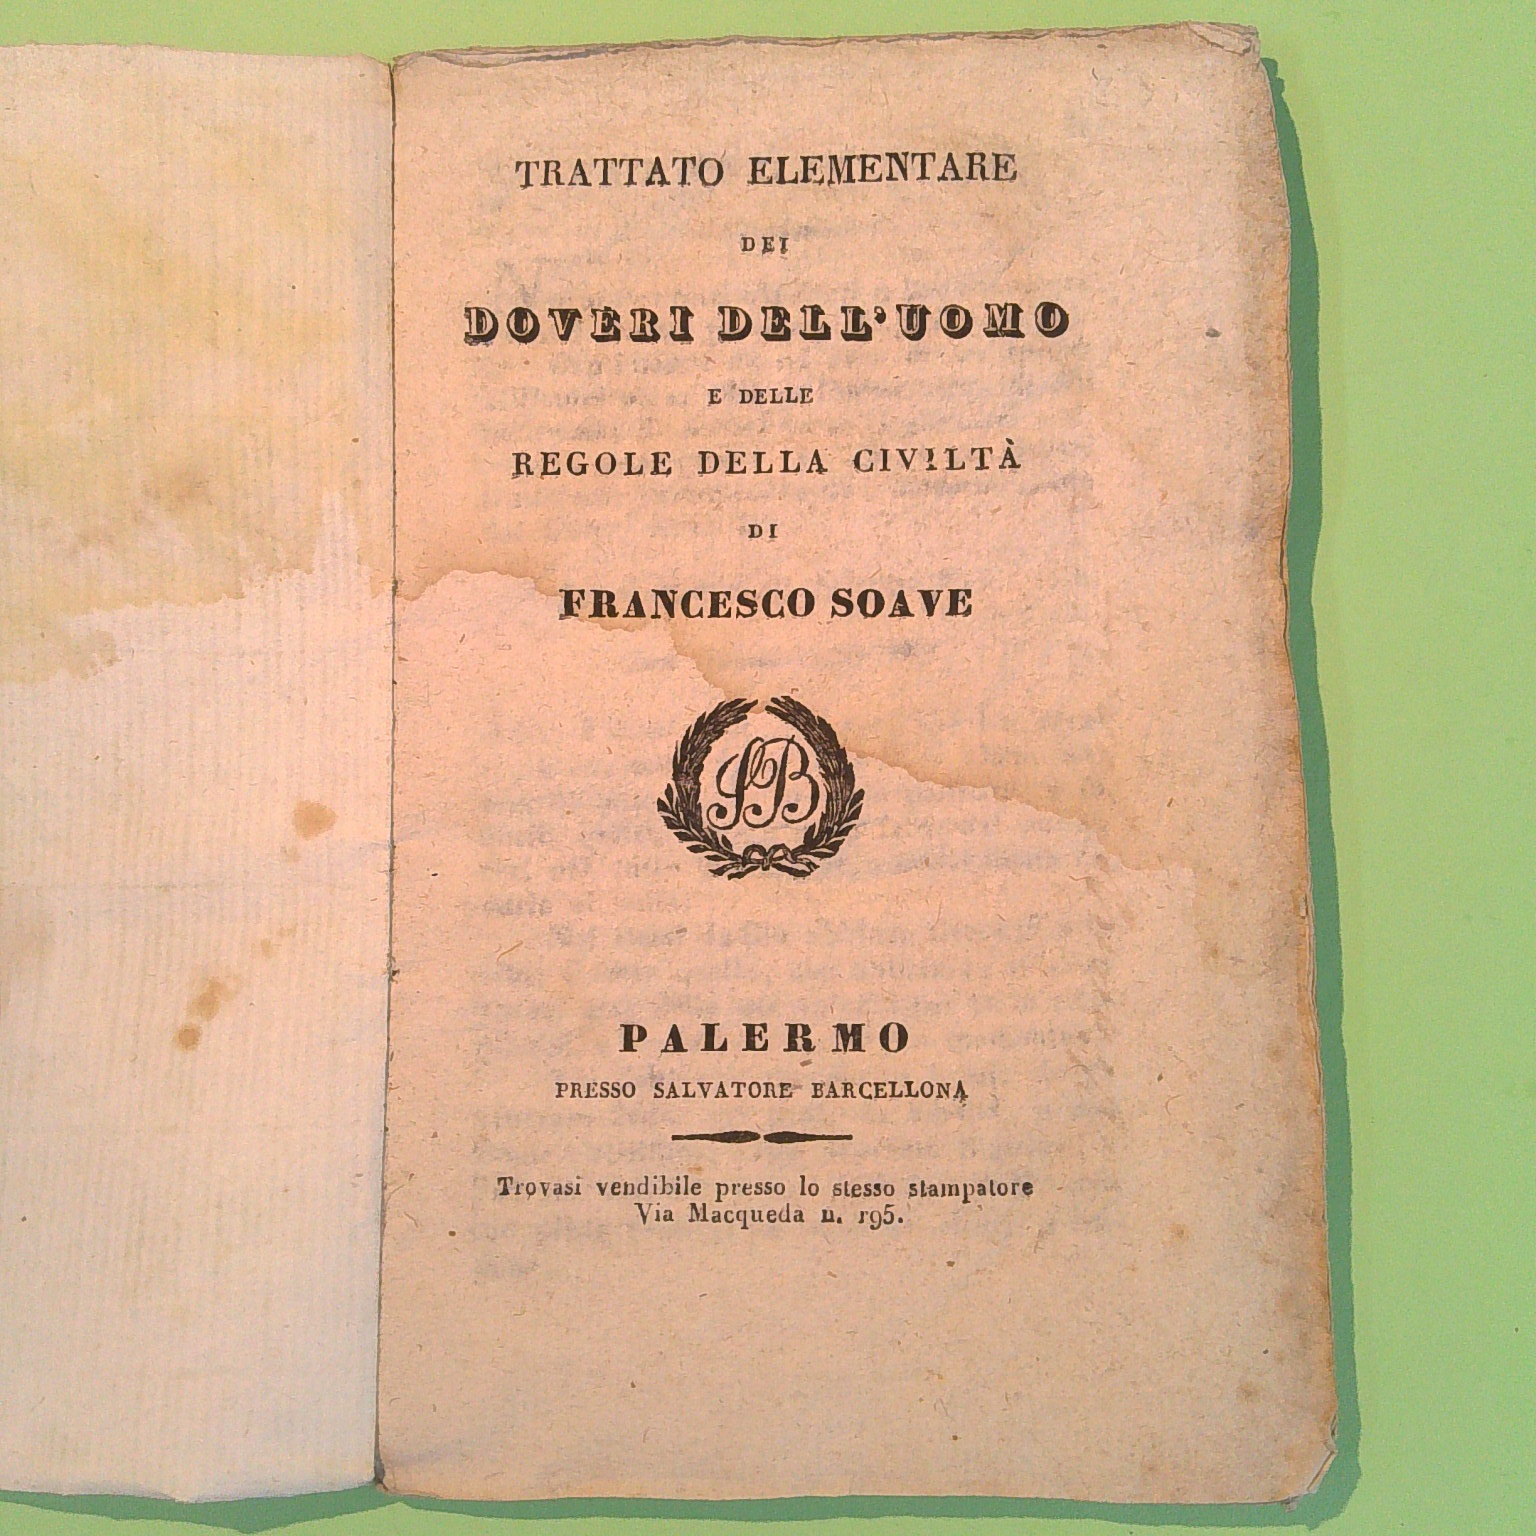 TRATTATO ELEMENTARE
DEI
DOVERI DELL'UOMO
E DELLE
REGOLE DELLA CIVILTÀ
DI
FRANCESCO SOAVE
SB
PALERMO
PRESSO SALVATORE BARCELLONA
Trovasi vendibile presso lo stesso stampatore
Via Macqueda n. 195.